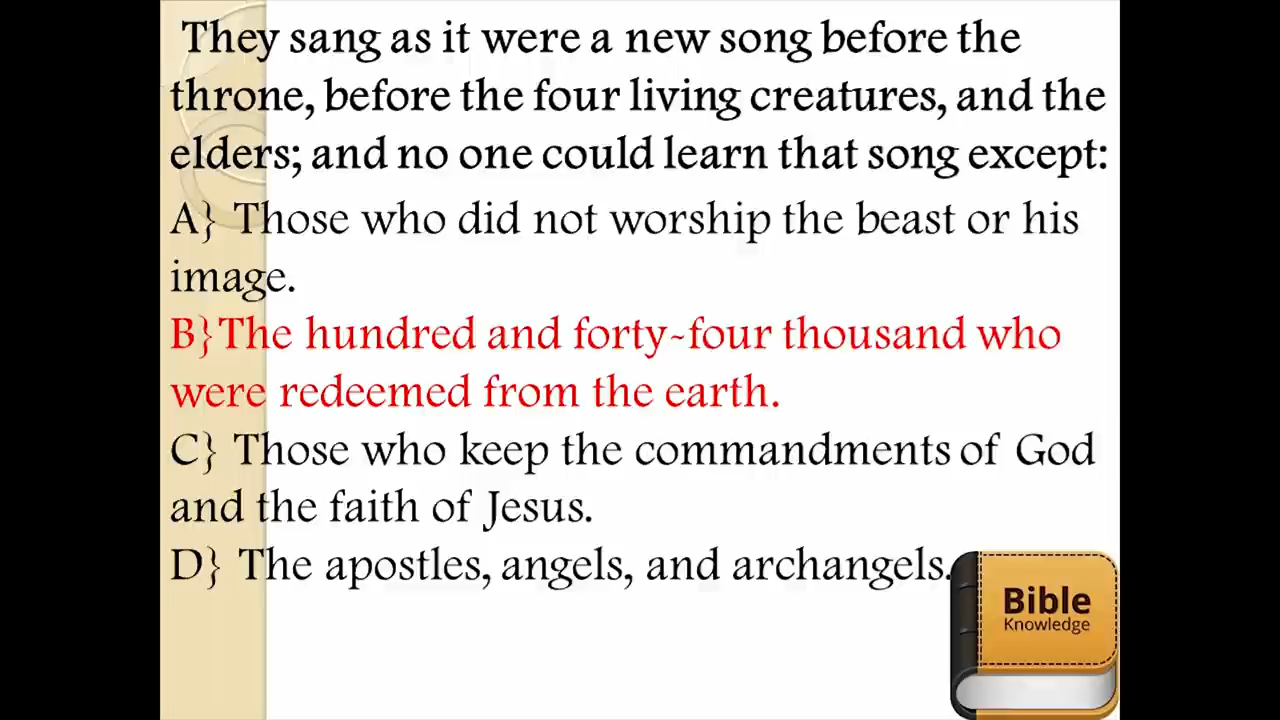 They sang as it were a new song before the
throne, before the four living creatures, and the
elders; and no one could learn that song except:
A} Those who did not worship the beast or his
image.
B}The hundred and forty-four thousand who
were redeemed from the earth.
C} Those who keep the commandments of God
and the faith of Jesus.
D} The apostles, angels, and archangels.
Bible
Knowledge